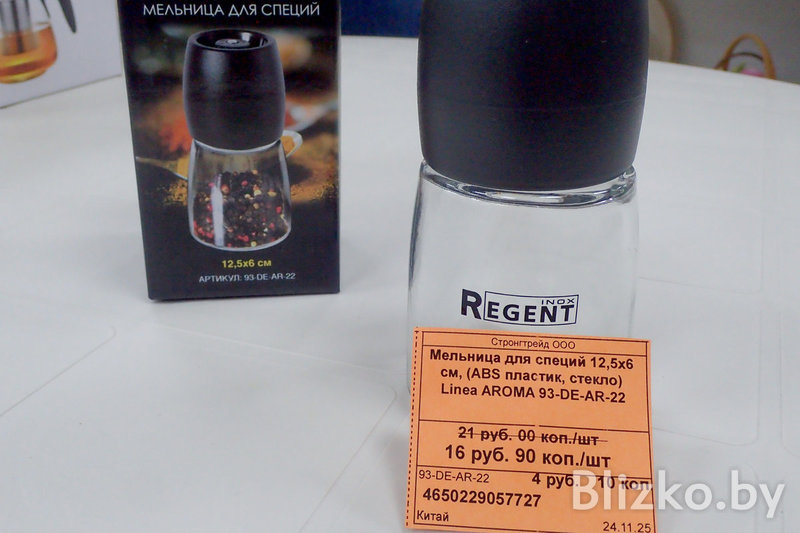 МЕЛЬНИЦА ДЛЯ СПЕЦИЙ
12,5х6 см
АРТИКУЛ: 93-DE-AR-22
REGENT INOX
Стронгтрейд ООО
Мельница для специй 12,5х6
см, (ABS пластик, стекло)
Linea AROMA 93-DE-AR-22
21 руб. 00 коп./шт
16 руб. 90 коп./шт
93-DE-AR-22 4 руб. 10 коп
4650229057727
Китай 24.11.25
Blizko.by